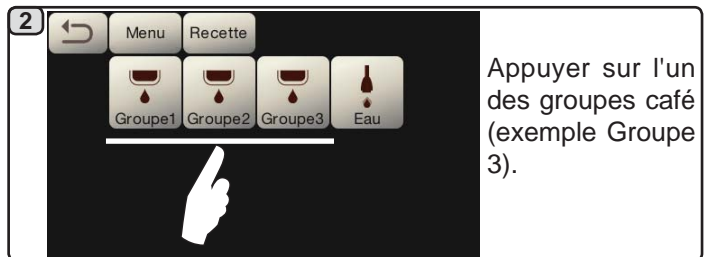 2
Menu Recette
Groupe1 Groupe2 Groupe3 Eau
Appuyer sur l'un
des groupes café
(exemple Groupe
3).